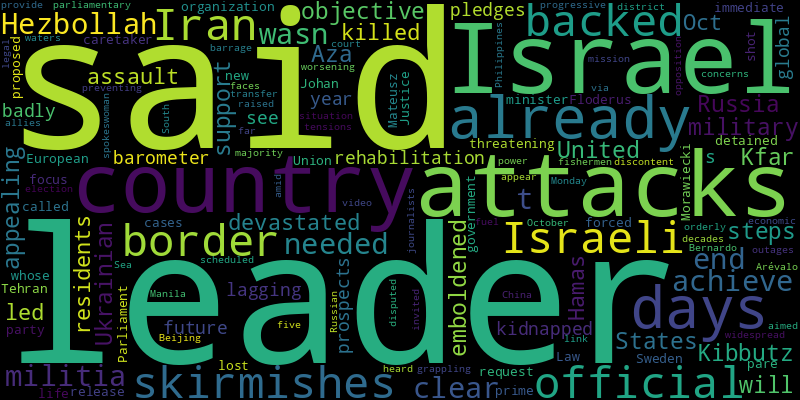 provide parliamentary organization objective pledges progressive district immediate
Hezbollah Iran wasn killed backed Oct global
legal waters caretaker barrage court Aza opposition shot
proposed assault worsening Philippines mission concerns
said Israel
preventing new Johan Mateusz Justice already via
badly transfer faces year minister Floderus Russia
allies spokeswoman South raised see situation threatening military
support far tensions United detained
European majority Union rehabilitation s Kfar
barometer power fishermen discontent
focus country amid appear attacks Morawiecki
election video t Monday
appealing called cases devastated journalists government October forced steps
residents border needed emboldened Israeli orderly economic
whose scheduled fuel decades outages
Tehran Ukrainian Sea prospects China Bernardo Arévalo
leader
led Manila lagging disputed invited Hamas end achieve
party Parliament future five Russian kidnapped days widespread aimed
Beijing link States Kibbutz
militia lost heard grappling Law Sweden pare
life release skirmishes request clear prime official will